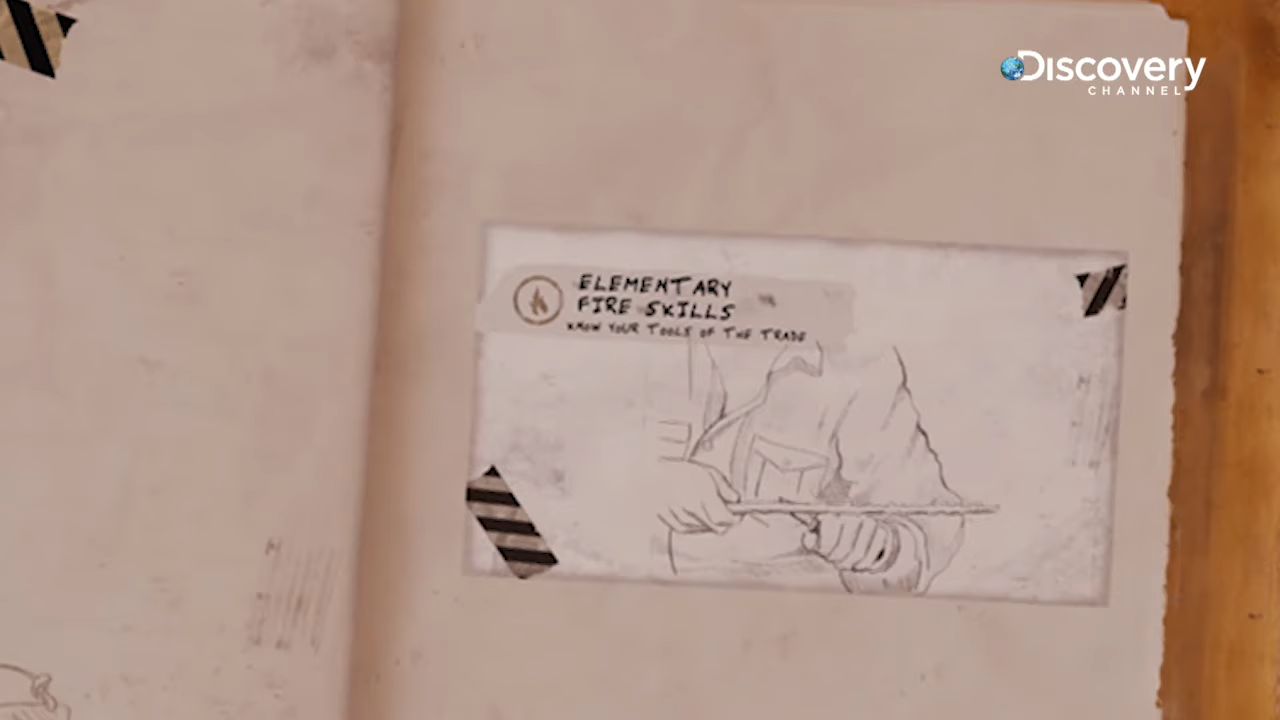 Discovery
CHANNEL
ELEMENTARY
FIRE SKILLS
KNOW YOUR TOOLS OF THE TRADE